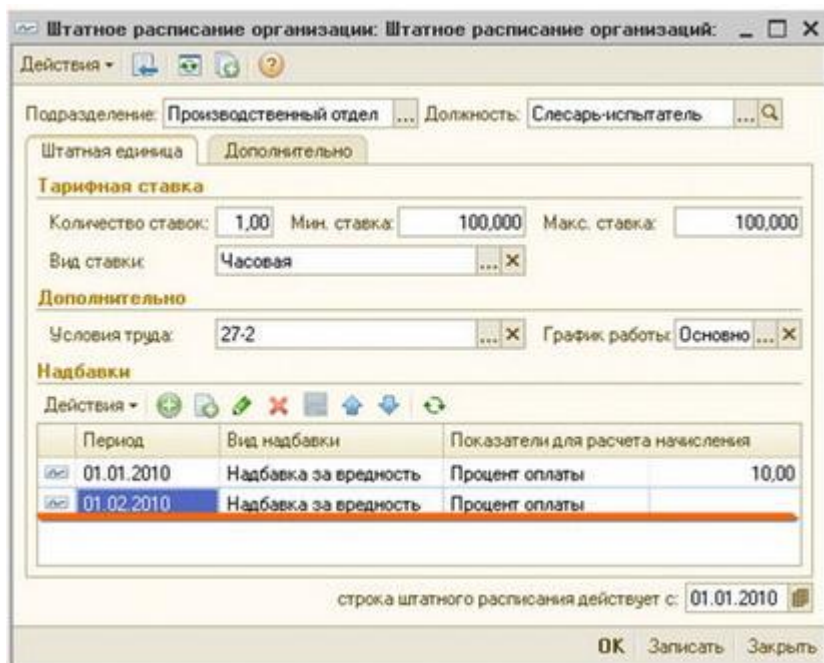 Штатное расписание организации: Штатное расписание организаций:
Действия
Подразделение: Производственный отдел ... Должность: Слесарь-испытатель ...
Штатная единица Дополнительно
Тарифная ставка
Количество ставок: 1,00 Мин. ставка: 100,000 Макс. ставка: 100,000
Вид ставки: Часовая ...
Дополнительно
Условия труда: 27-2 ... График работы: Основно ...
Надбавки
Действия
Период Вид надбавки Показатели для расчета начисления
01.01.2010 Надбавка за вредность Процент оплаты 10,00
01.02.2010 Надбавка за вредность Процент оплаты
строка штатного расписания действует с: 01.01.2010
ОК Записать Закрыть